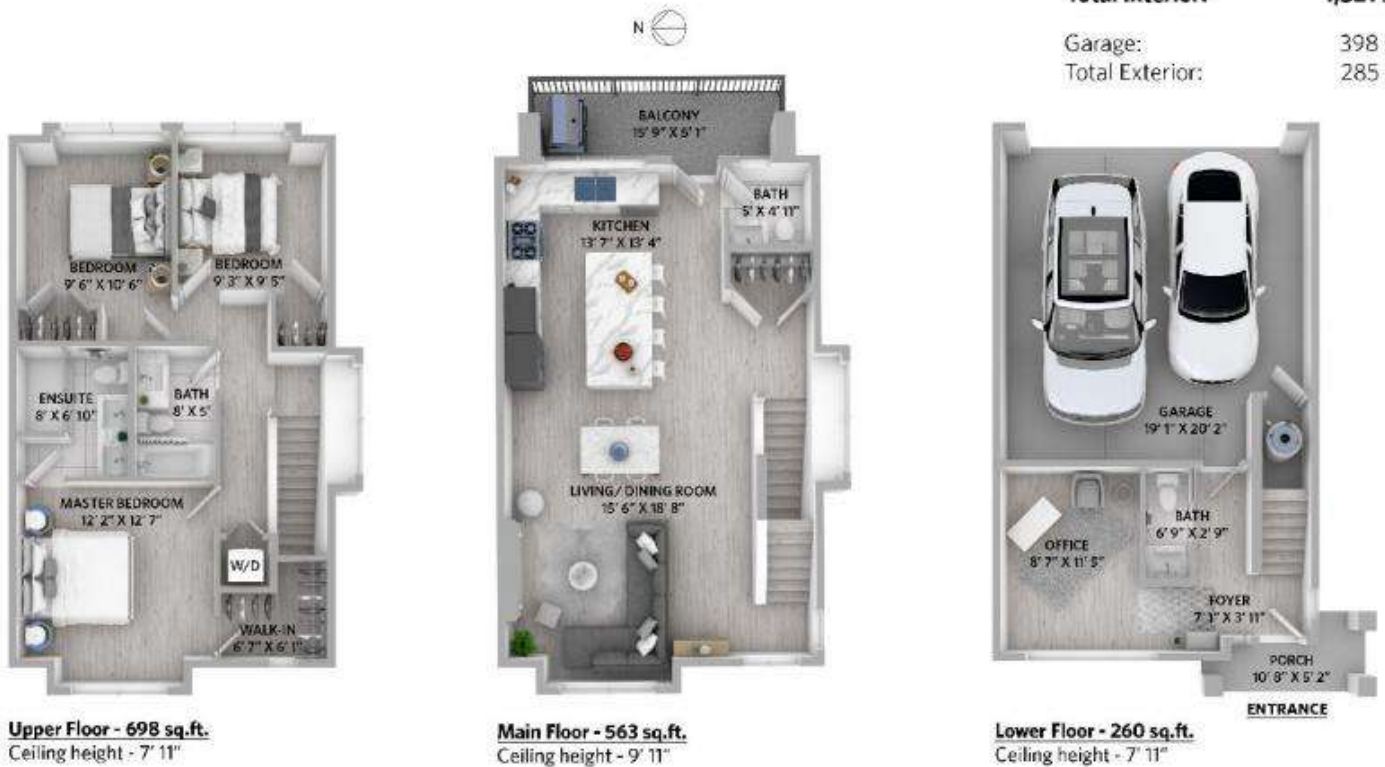 N
Garage: 398
Total Exterior: 285
BEDROOM
9' 6" X 10' 6"
BEDROOM
9' 3" X 9' 5"
ENSUITE
8' X 6' 10"
BATH
8' X 5'
MASTER BEDROOM
12' 2" X 12' 7"
W/D
WALK-IN
6' 7" X 6' 1"
Upper Floor - 698 sq.ft.
Ceiling height - 7' 11"
BALCONY
15' 9" X 5' 1"
KITCHEN
13' 7" X 13' 4"
BATH
5' X 4' 11"
LIVING/DINING ROOM
15' 6" X 18' 8"
Main Floor - 563 sq.ft.
Ceiling height - 9' 11"
GARAGE
19' 1" X 20' 2"
BATH
6' 9" X 2' 9"
OFFICE
8' 7" X 11' 5"
FOYER
7' 3" X 3' 11"
PORCH
10' 8" X 5' 2"
ENTRANCE
Lower Floor - 260 sq.ft.
Ceiling height - 7' 11"